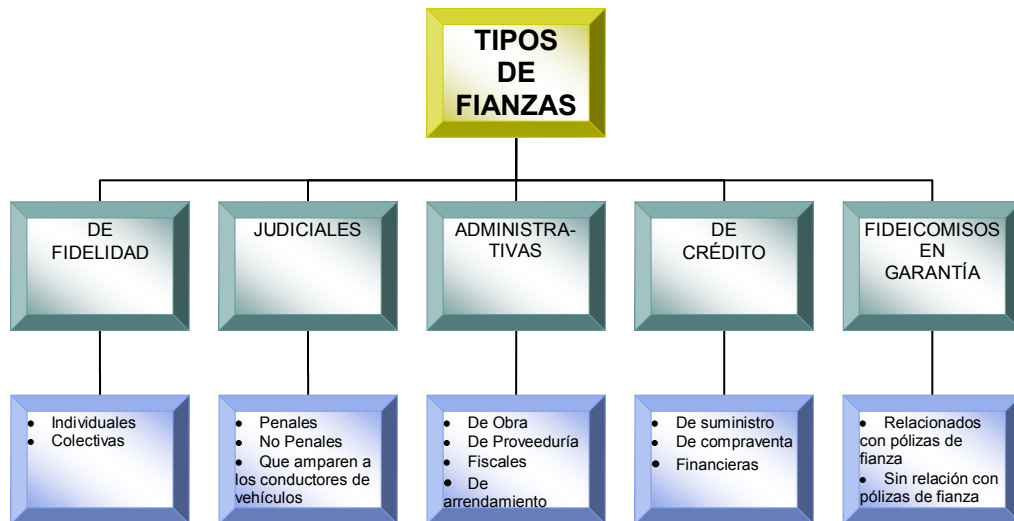 TIPOS
DE
FIANZAS
DE
FIDELIDAD
JUDICIALES
ADMINISTRA-
TIVAS
DE
CRÉDITO
FIDEICOMISOS
EN
GARANTÍA
• Individuales
• Colectivas
• Penales
• No Penales
• Que amparen a
los conductores de
vehículos
• De Obra
• De Proveeduría
• Fiscales
• De
arrendamiento
• De suministro
• De compraventa
• Financieras
• Relacionados
con pólizas de
fianza
• Sin relación con
pólizas de fianza